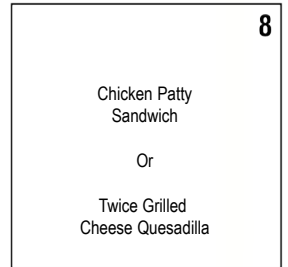 8
Chicken Patty
Sandwich
Or
Twice Grilled
Cheese Quesadilla